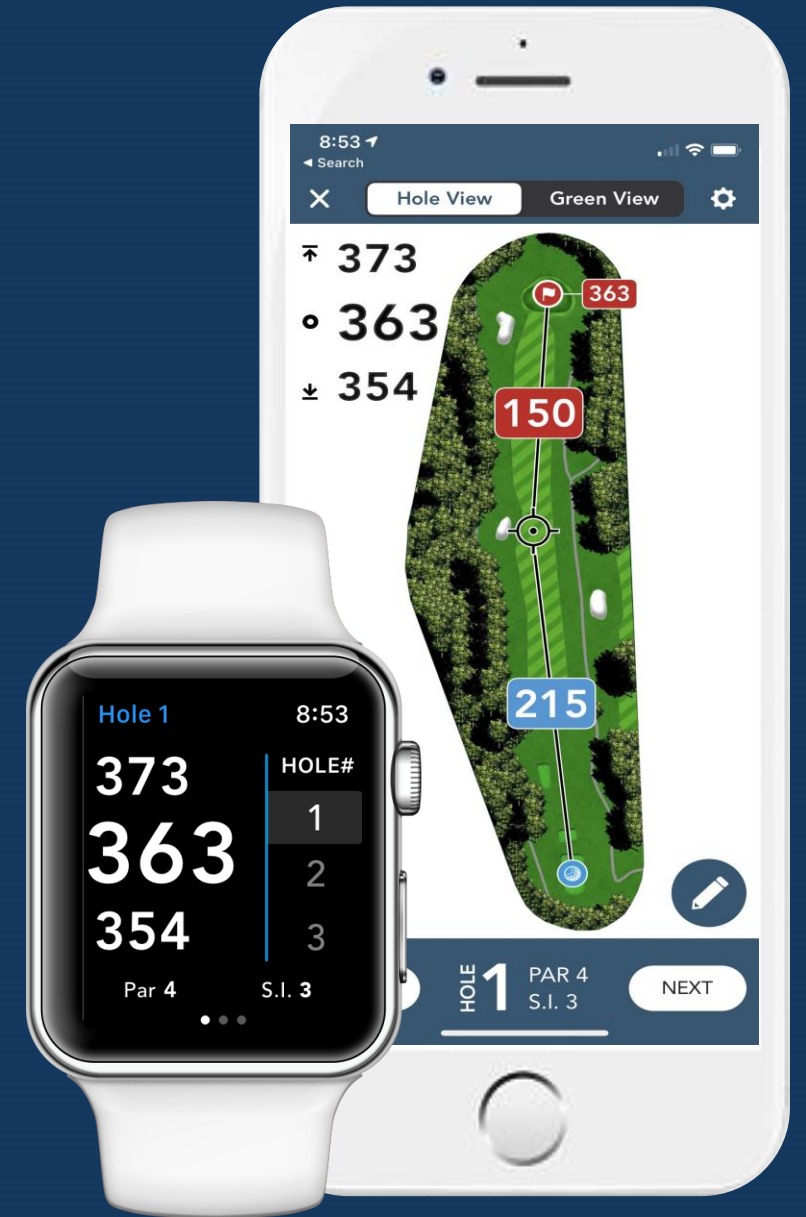 8:53
Search
Hole View
Green View
373
363
354
363
150
215
HOLE 1
PAR 4
S.I. 3
NEXT
Hole 1
8:53
373
363
354
HOLE#
1
2
3
Par 4
S.I. 3